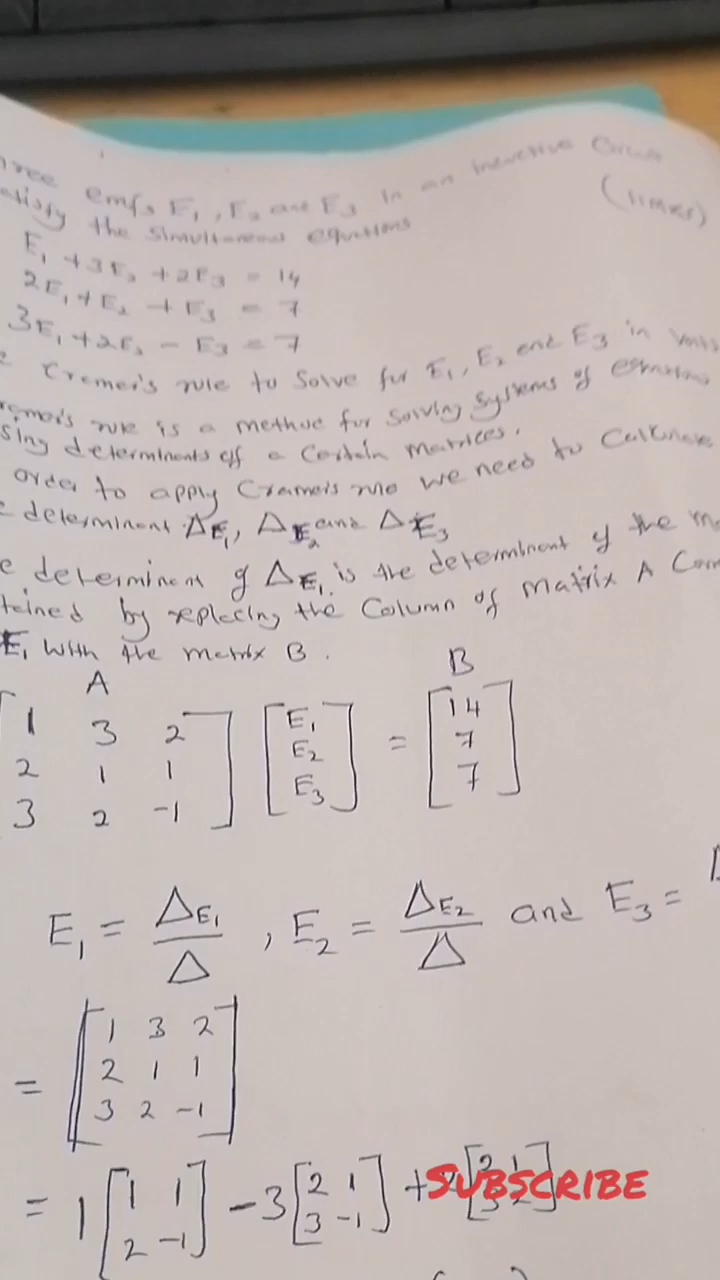 emfs E₁, E₂ and E₃ in an inductive Circuit
the simultaneous equations
E₁ + 3E₂ + 2E₃ = 14
2E₁ + E₂ + E₃ = 7
3E₁ + 2E₂ - E₃ = 7
Cramer's rule to solve for E₁, E₂ and E₃ in
rule is a method for solving systems of equations
determinants of a certain matrices.
order to apply Cramer's rule we need to calculate
determinant ΔE₁, ΔE₂ and ΔE₃
determinent of ΔE₁ is the determinent of the
by replacing the Column of matrix A
E₁ with the matrix B.
A B
1 3 2 [E₁ = [14
2 1 1 E₂ 7
3 2 -1 E₃] 7]
E₁ = ΔE₁/Δ , E₂ = ΔE₂/Δ and E₃ =
= [1 3 2
2 1 1
3 2 -1]
= 1[1 1 -3[2 1 +
2 -1] 3 -1]
SUBSCRIBE